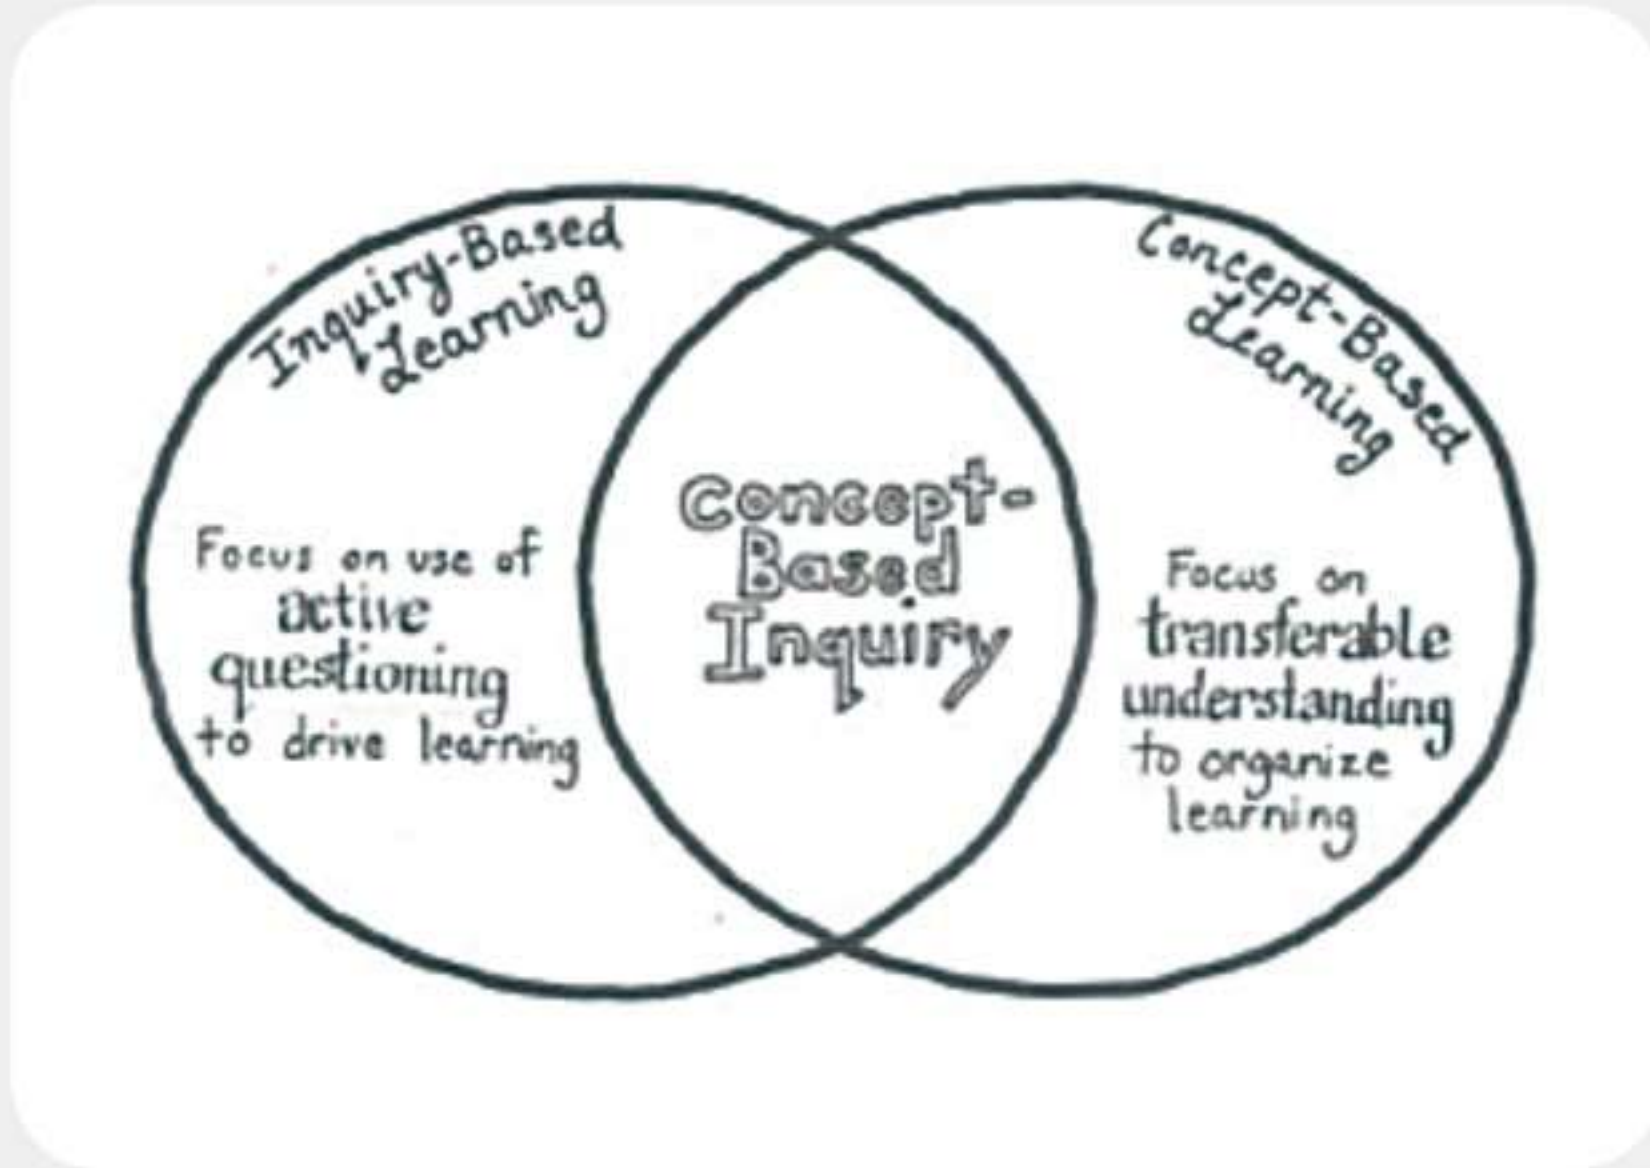 Inquiry-Based
Learning
Focus on use of
active
questioning
to drive learning
Concept-
Based
Inquiry
Concept-Based
Learning
Focus on
transferable
understanding
to organize
learning